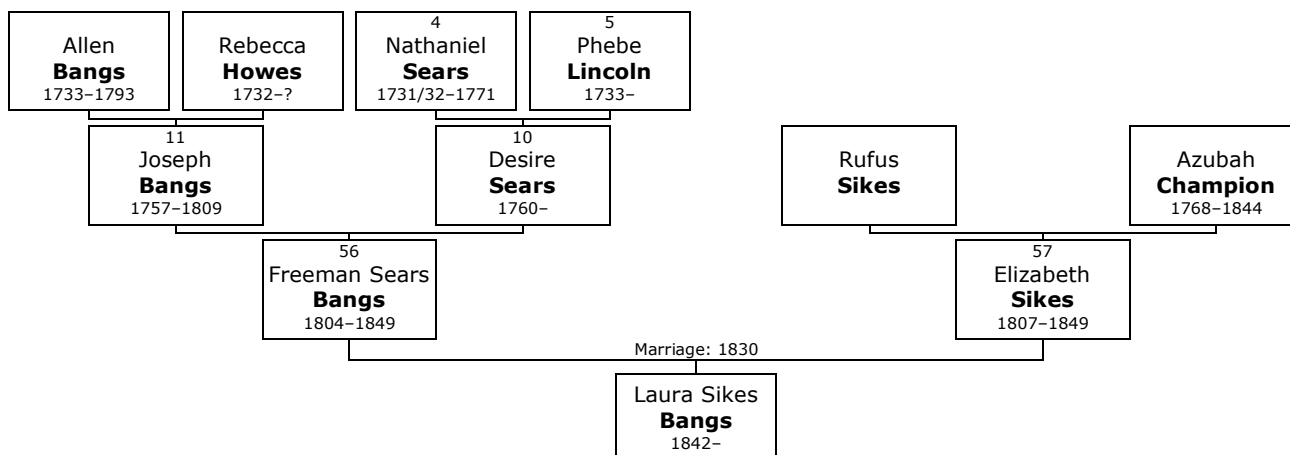 Allen
Bangs
1733–1793
Rebecca
Howes
1732–?
4
Nathaniel
Sears
1731/32–1771
5
Phebe
Lincoln
1733–
11
Joseph
Bangs
1757–1809
10
Desire
Sears
1760–
Rufus
Sikes
Azubah
Champion
1768–1844
56
Freeman Sears
Bangs
1804–1849
57
Elizabeth
Sikes
1807–1849
Marriage: 1830
Laura Sikes
Bangs
1842–